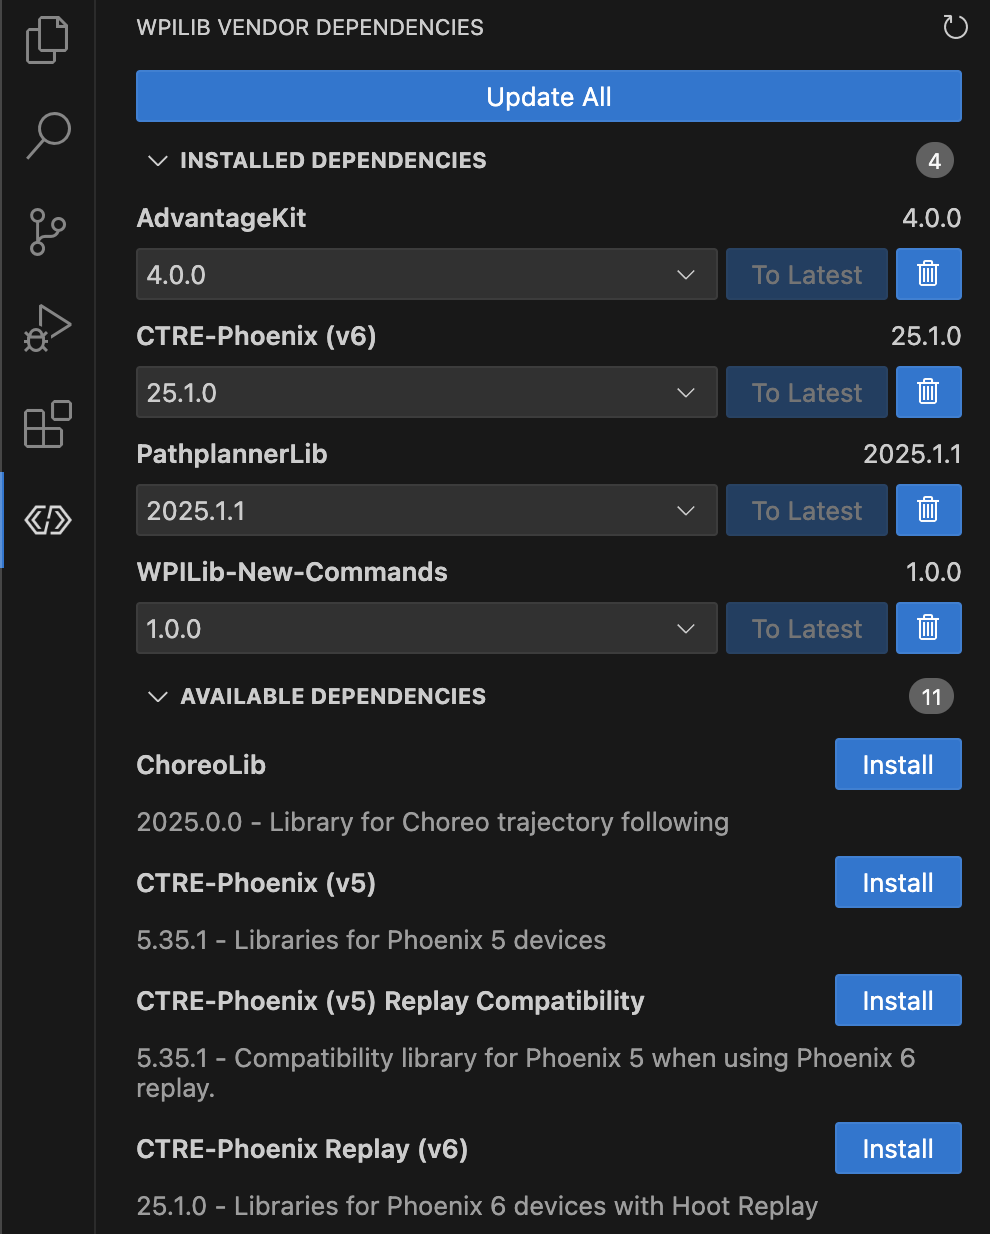 WPILIB VENDOR DEPENDENCIES
Update All
INSTALLED DEPENDENCIES 4
AdvantageKit 4.0.0
4.0.0 To Latest
CTRE-Phoenix (v6) 25.1.0
25.1.0 To Latest
PathplannerLib 2025.1.1
2025.1.1 To Latest
WPILib-New-Commands 1.0.0
1.0.0 To Latest
AVAILABLE DEPENDENCIES 11
ChoreoLib Install
2025.0.0 - Library for Choreo trajectory following
CTRE-Phoenix (v5) Install
5.35.1 - Libraries for Phoenix 5 devices
CTRE-Phoenix (v5) Replay Compatibility Install
5.35.1 - Compatibility library for Phoenix 5 when using Phoenix 6
replay.
CTRE-Phoenix Replay (v6) Install
25.1.0 - Libraries for Phoenix 6 devices with Hoot Replay